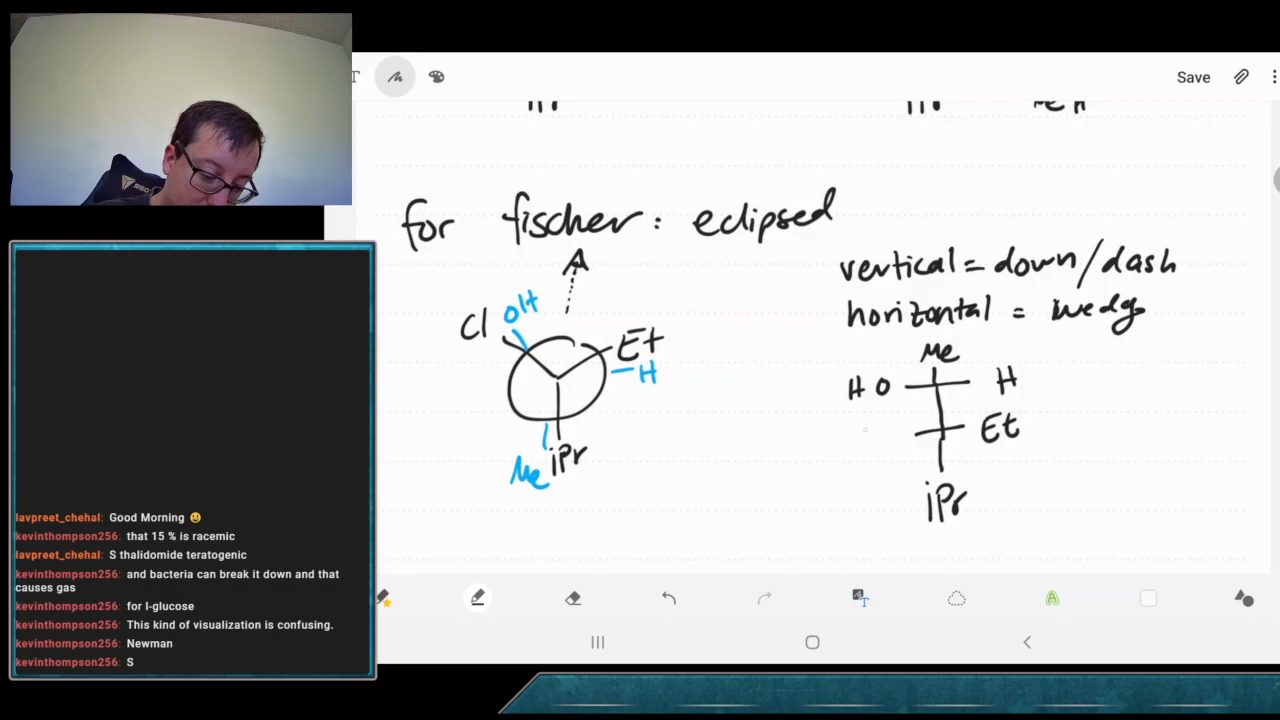 T
Save
for fischer: eclipsed
vertical = down/dash
horizontal = wedg
Cl OH
Et
H
Me iPr
Me
HO H
Et
iPr
lavpreet_chehal: Good Morning 😃
kevinthompson256: that 15 % is racemic
lavpreet_chehal: S thalidomide teratogenic
kevinthompson256: and bacteria can break it down and that
causes gas
kevinthompson256: for l-glucose
kevinthompson256: This kind of visualization is confusing.
kevinthompson256: Newman
kevinthompson256: S